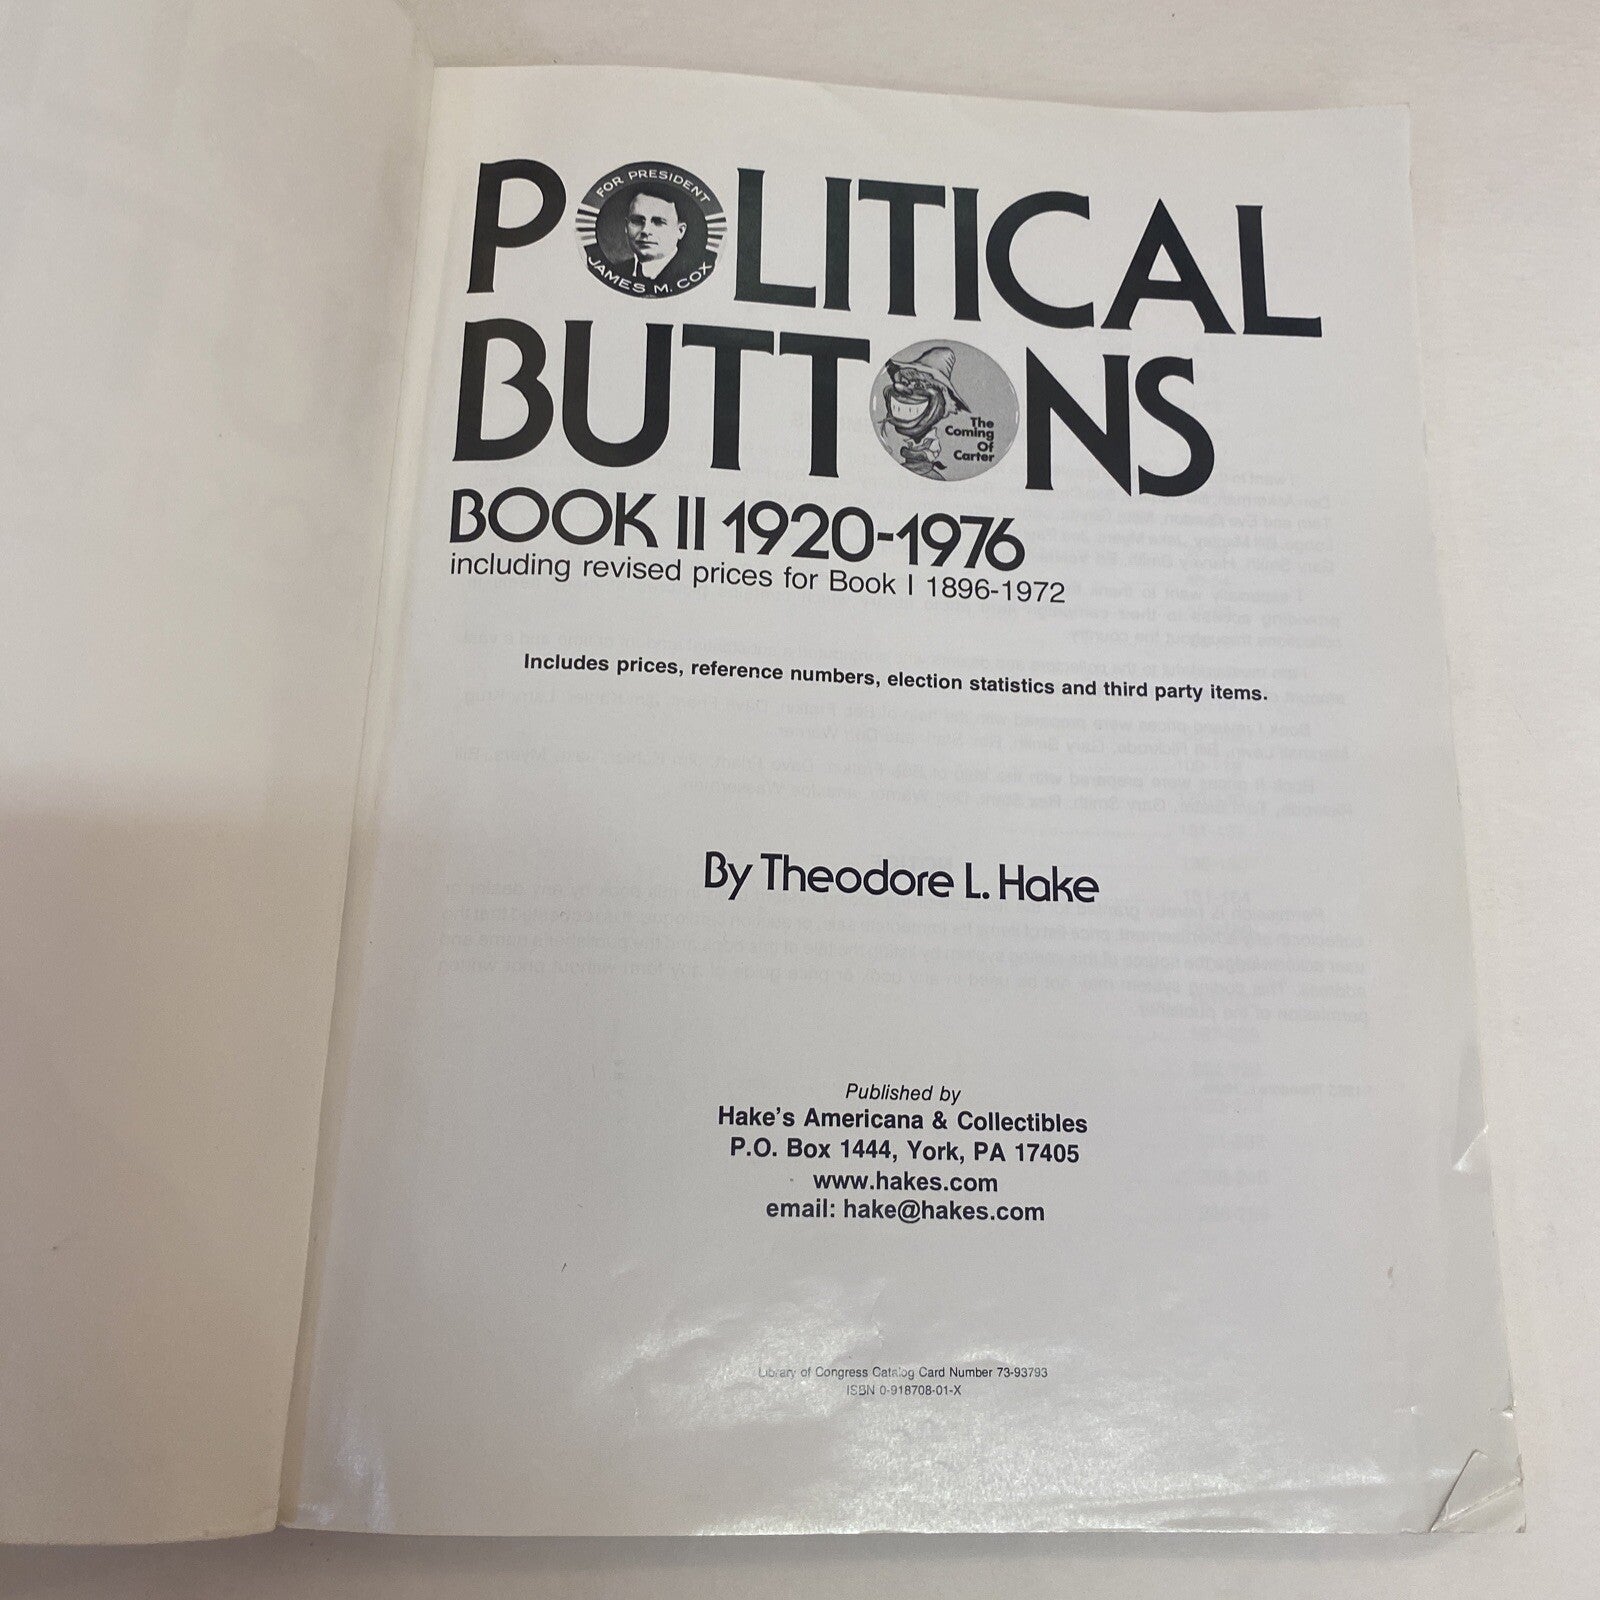 POLITICAL
FOR PRESIDENT
JAMES M. COX
BUTTONS
The
Coming
Of
Carter
BOOK II 1920-1976
including revised prices for Book I 1896-1972
Includes prices, reference numbers, election statistics and third party items.
By Theodore L. Hake
Published by
Hake's Americana & Collectibles
P.O. Box 1444, York, PA 17405
www.hakes.com
email: hake@hakes.com
Library of Congress Catalog Card Number 73-93793
ISBN 0-918708-01-X